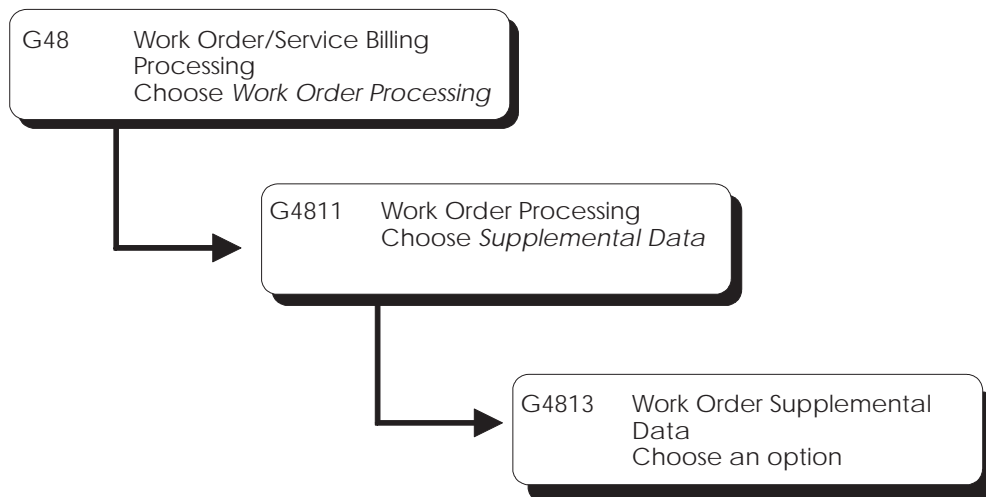 G48 Work Order/Service Billing
Processing
Choose Work Order Processing
G4811 Work Order Processing
Choose Supplemental Data
G4813 Work Order Supplemental
Data
Choose an option